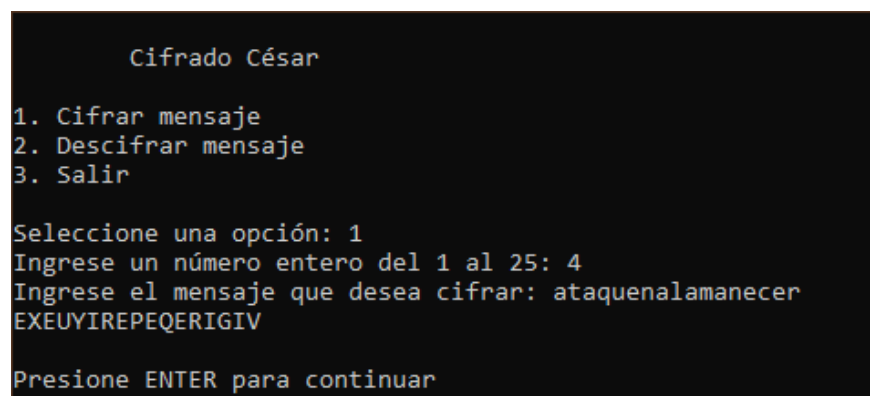 Cifrado César
1. Cifrar mensaje
2. Descifrar mensaje
3. Salir
Seleccione una opción: 1
Ingrese un número entero del 1 al 25: 4
Ingrese el mensaje que desea cifrar: ataquenalamanecer
EXEUYIREPEQERIGIV
Presione ENTER para continuar